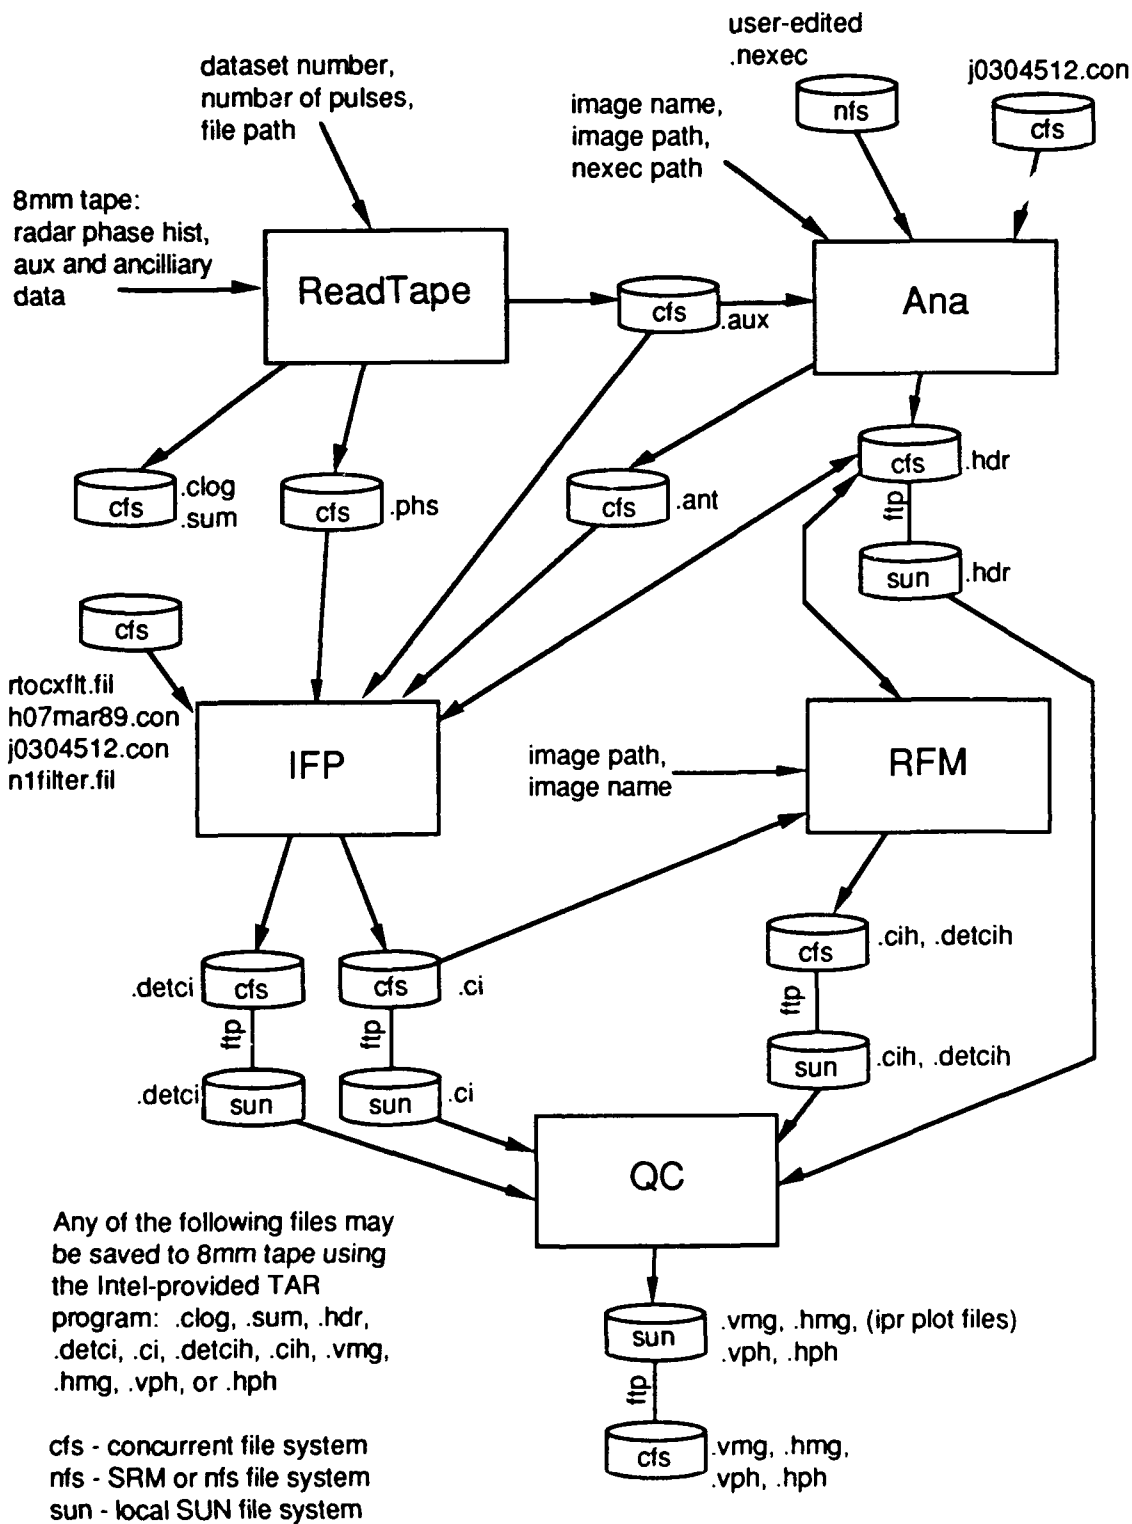 user-edited
.nexec
nfs
j0304512.con
cfs
dataset number,
number of pulses,
file path
image name,
image path,
nexec path
8mm tape:
radar phase hist,
aux and ancilliary
data
ReadTape
cfs
.aux
Ana
cfs
.clog
.sum
cfs
.phs
cfs
.ant
cfs
.hdr
ftp
sun
.hdr
cfs
rtocxflt.fil
h07mar89.con
j0304512.con
n1filter.fil
IFP
image path,
image name
RFM
.detci
cfs
cfs
.ci
ftp
ftp
.detci
sun
sun
.ci
cfs
.cih, .detcih
ftp
sun
.cih, .detcih
QC
Any of the following files may
be saved to 8mm tape using
the Intel-provided TAR
program: .clog, .sum, .hdr,
.detci, .ci, .detcih, .cih, .vmg,
.hmg, .vph, or .hph
sun
.vmg, .hmg, (ipr plot files)
.vph, .hph
ftp
cfs
.vmg, .hmg,
.vph, .hph
cfs - concurrent file system
nfs - SRM or nfs file system
sun - local SUN file system